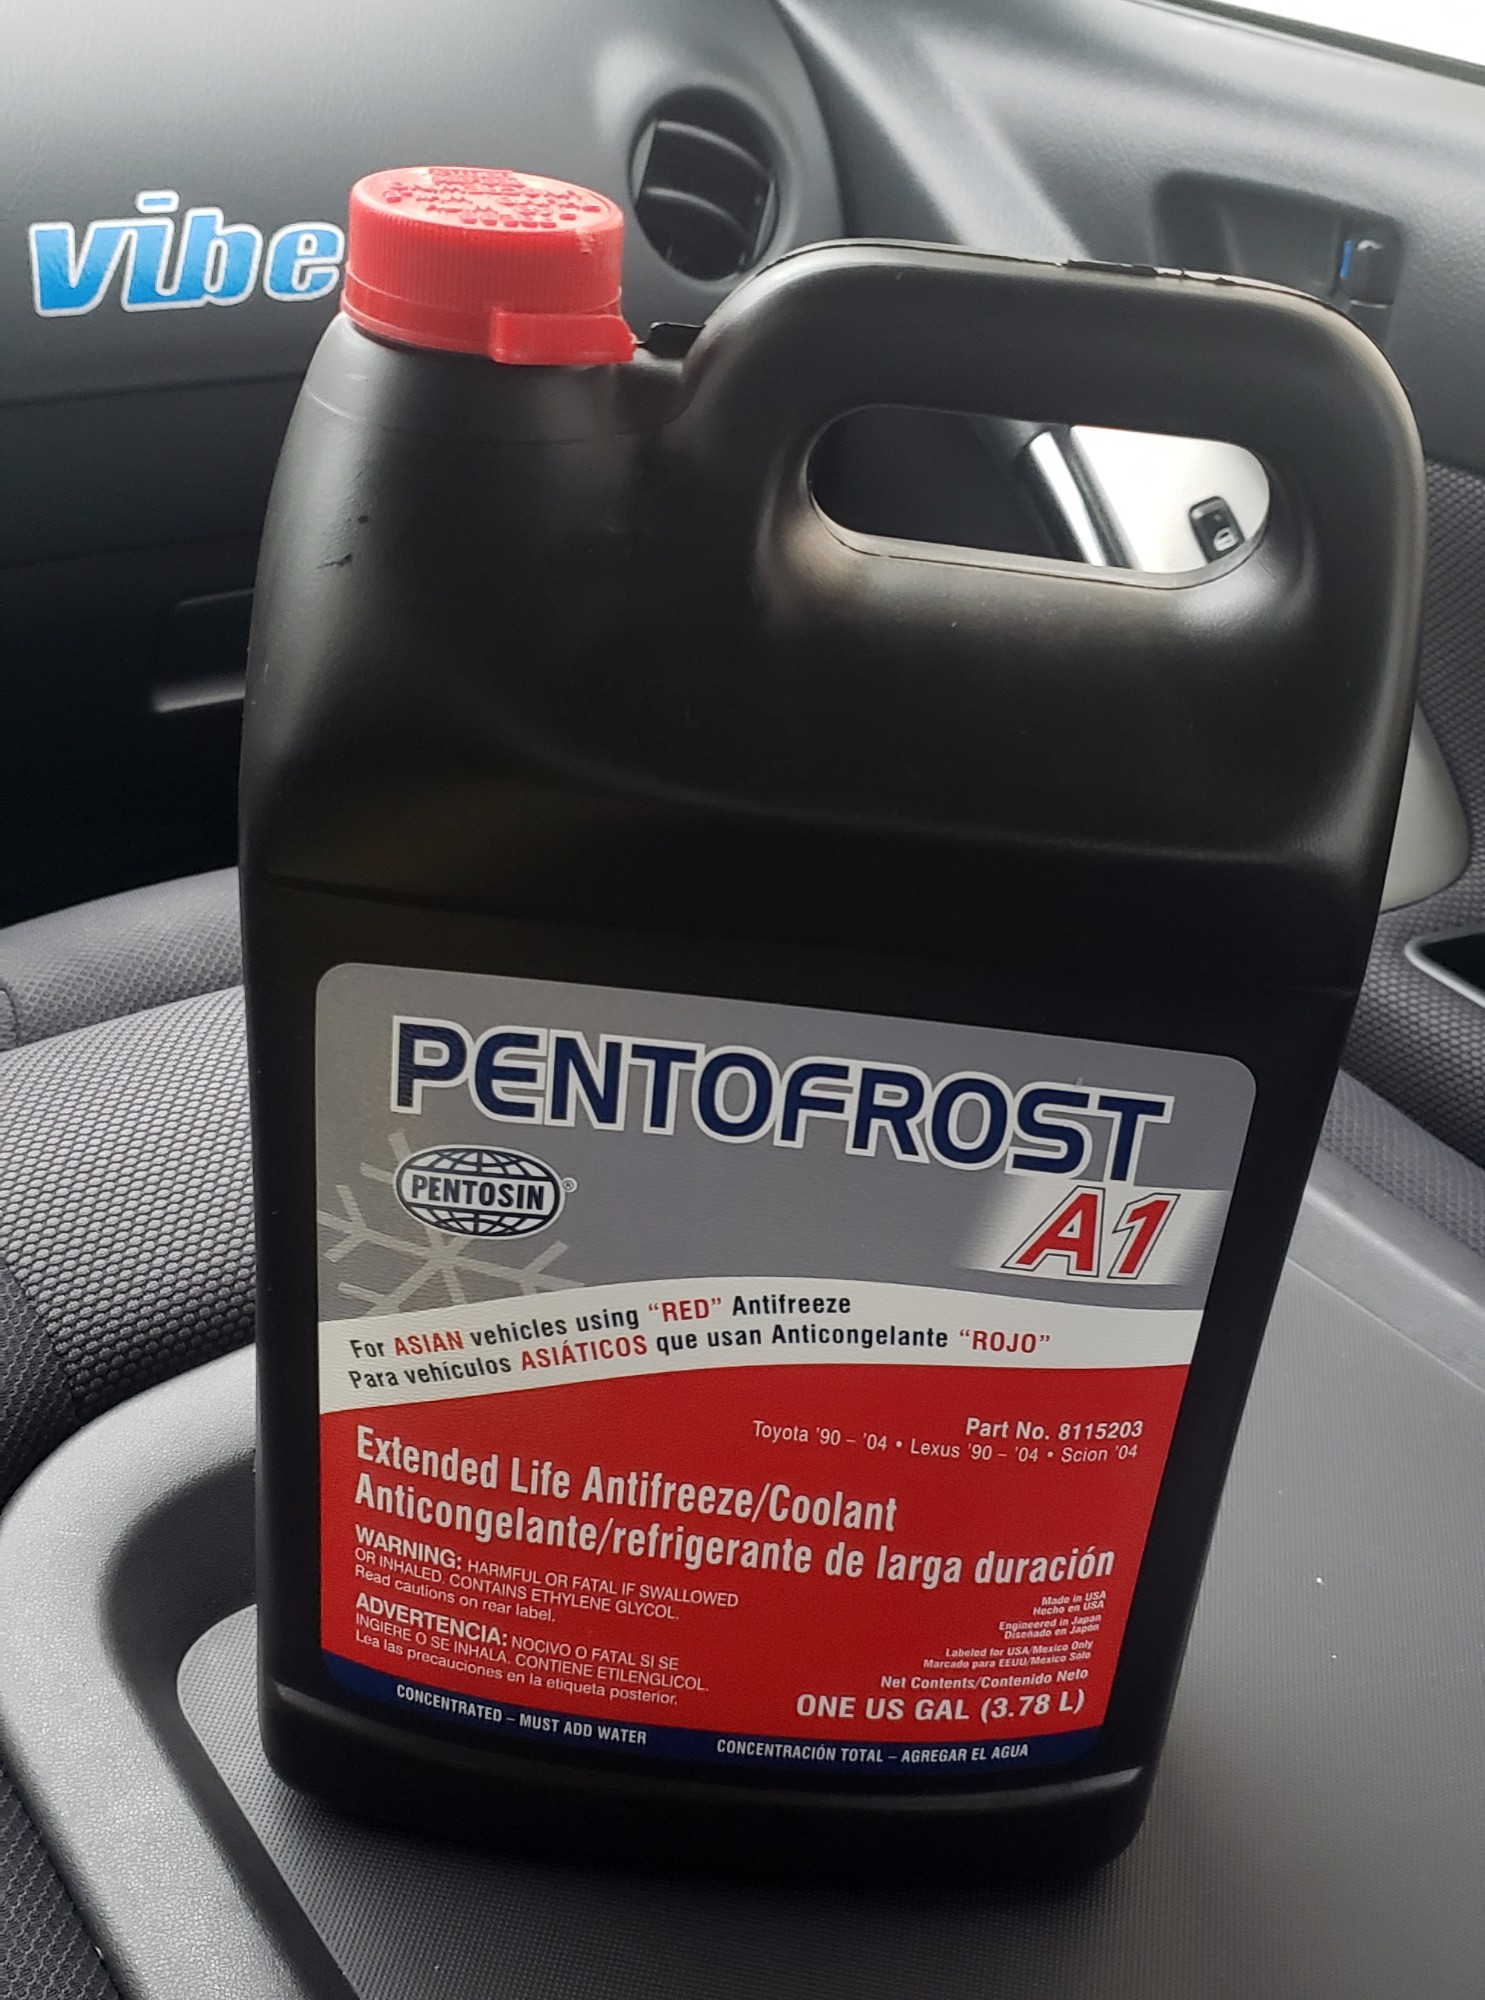 vibe
PENTOFROST
PENTOSIN®
A1
For ASIAN vehicles using “RED” Antifreeze
Para vehículos ASIÁTICOS que usan Anticongelante “ROJO”
Part No. 8115203
Toyota '90 – '04 • Lexus '90 – '04 • Scion '04
Extended Life Antifreeze/Coolant
Anticongelante/refrigerante de larga duración
WARNING: HARMFUL OR FATAL IF SWALLOWED
OR INHALED. CONTAINS ETHYLENE GLYCOL.
Read cautions on rear label.
ADVERTENCIA: NOCIVO O FATAL SI SE
INGIERE O SE INHALA. CONTIENE ETILENGLICOL.
Lea las precauciones en la etiqueta posterior.
Made in USA
Hecho en USA
Engineered in Japan
Diseñado en Japón
Labeled for USA/Mexico Only
Marcado para EEUU/Mexico Sólo
Net Contents/Contenido Neto
ONE US GAL (3.78 L)
CONCENTRATED – MUST ADD WATER
CONCENTRACIÓN TOTAL – AGREGAR EL AGUA